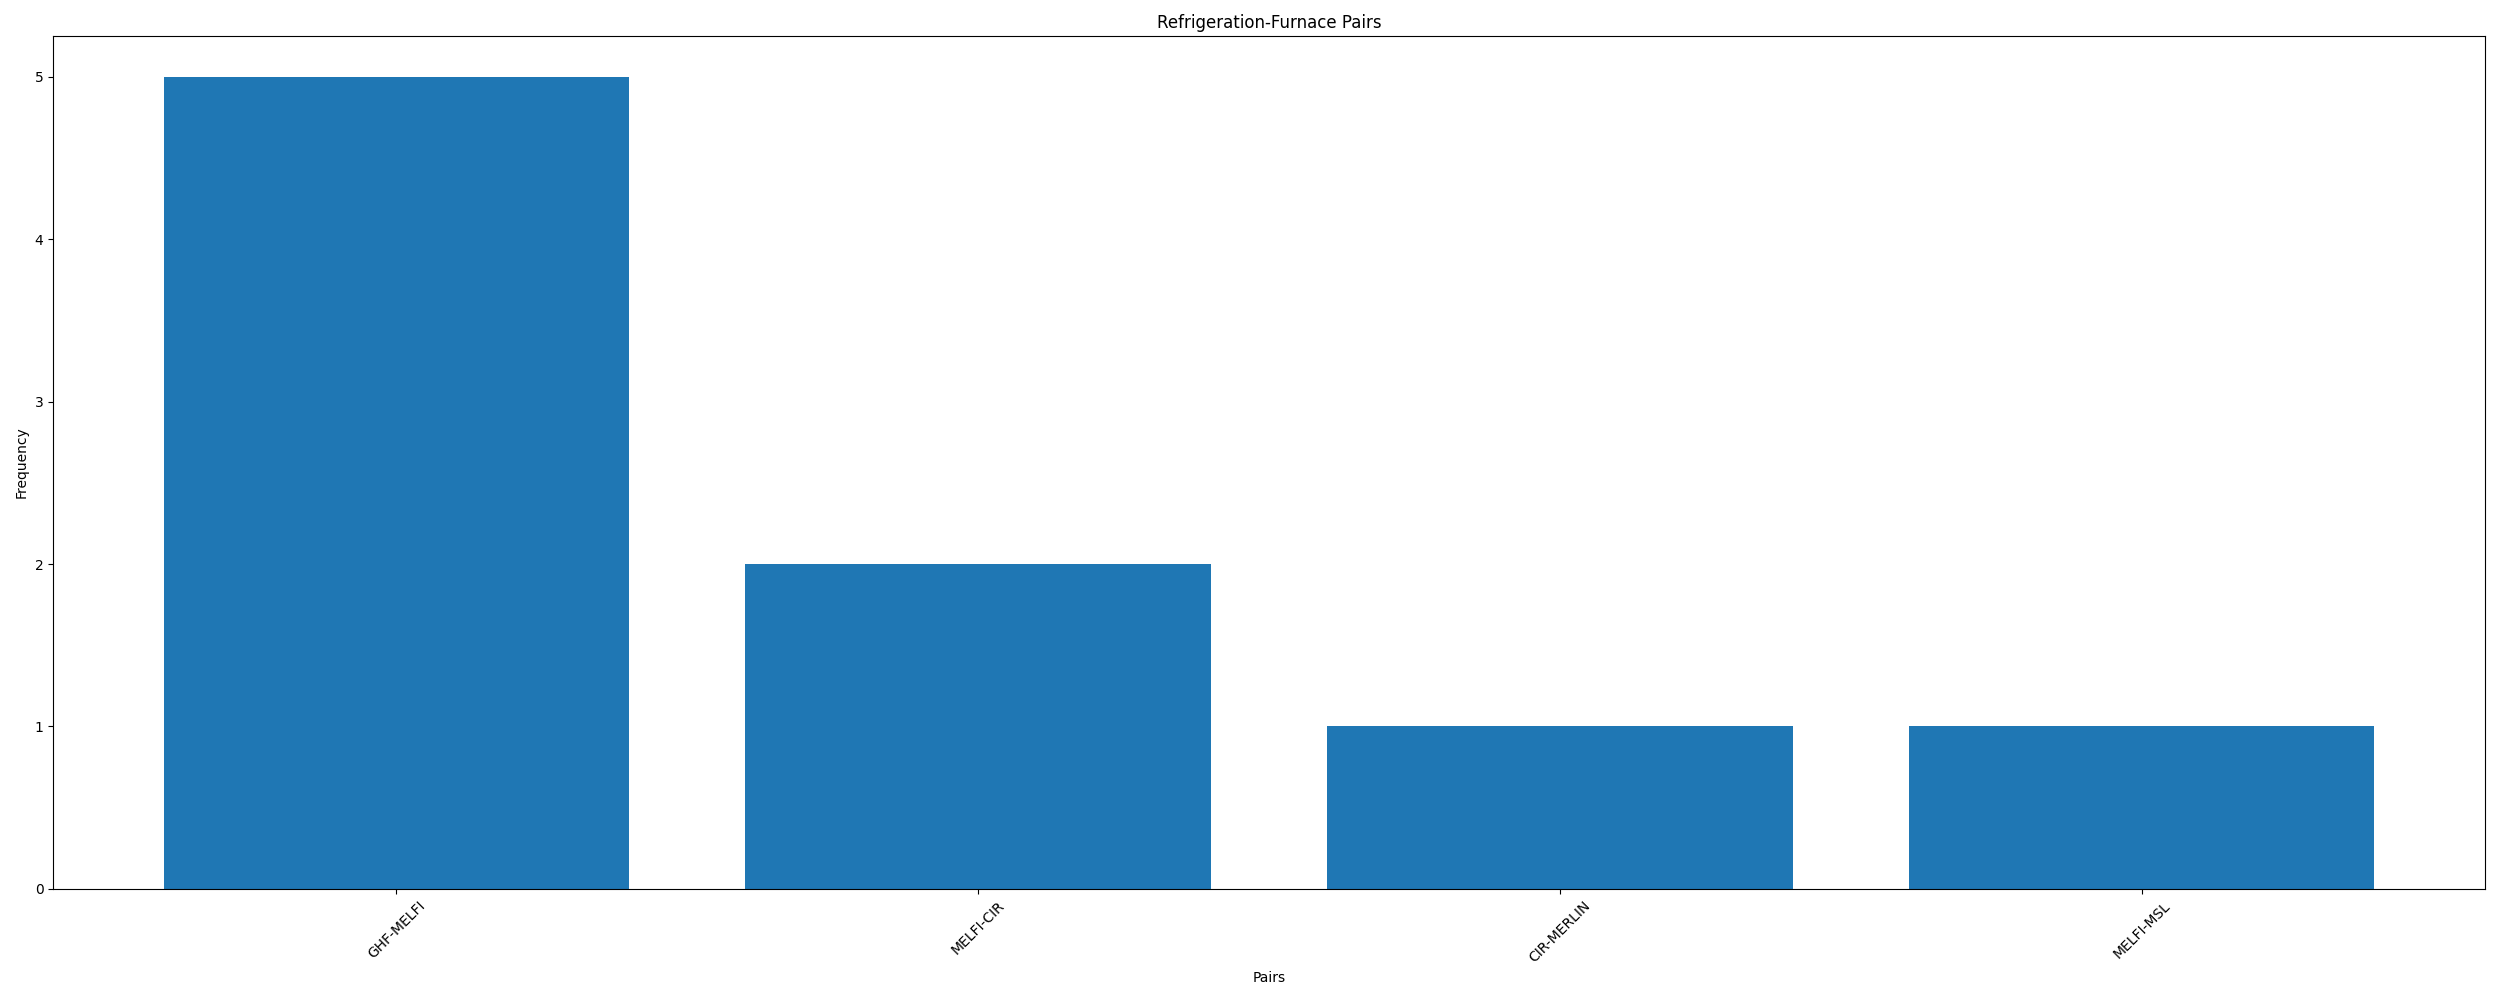 Refrigeration-Furnace Pairs
Frequency
5
4
3
2
1
0
GHF-MELFI
MELFI-CIR
CIR-MERLIN
MELFI-MSL
Pairs